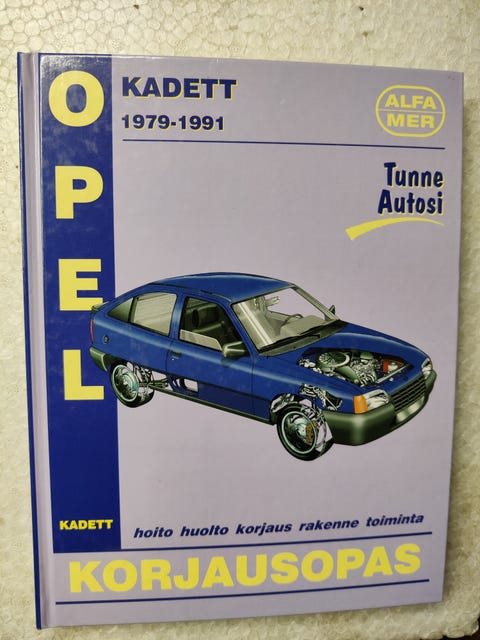 OPEL
KADETT
1979-1991
ALFA
MER
Tunne
Autosi
KADETT
hoito huolto korjaus rakenne toiminta
KORJAUSOPAS